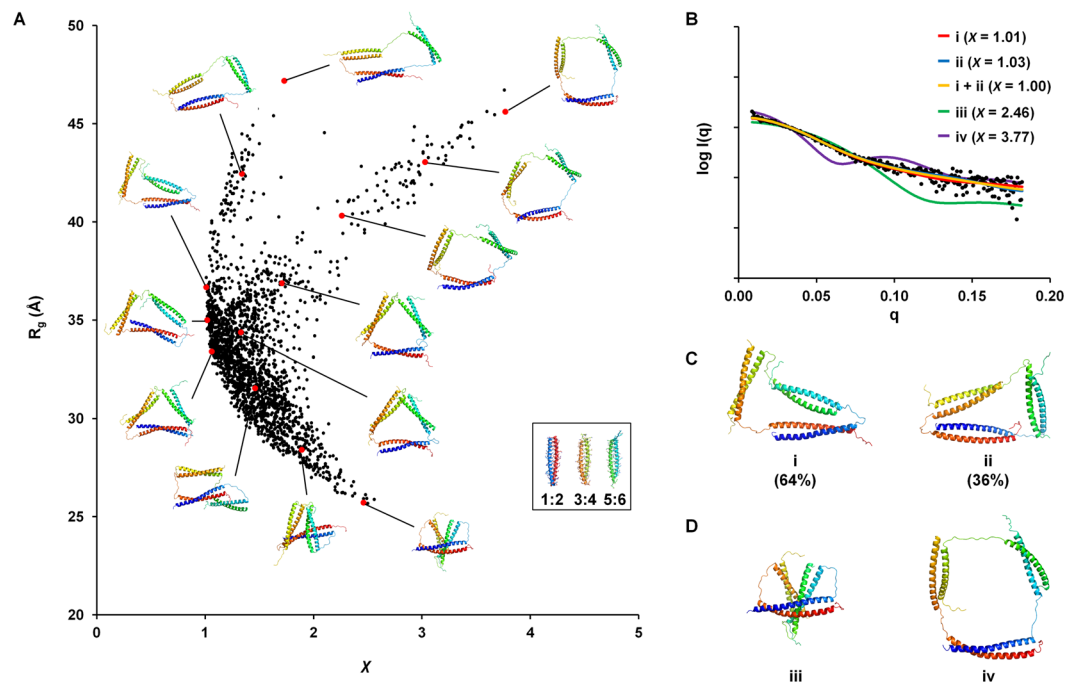 A
50
45
40
35
30
25
20
Rg (Å)
0
1
2
3
4
5
X
1:2 3:4 5:6
B
i (X = 1.01)
ii (X = 1.03)
i + ii (X = 1.00)
iii (X = 2.46)
iv (X = 3.77)
log I(q)
0.00 0.05 0.10 0.15 0.20
q
C
i
(64%)
ii
(36%)
D
iii
iv